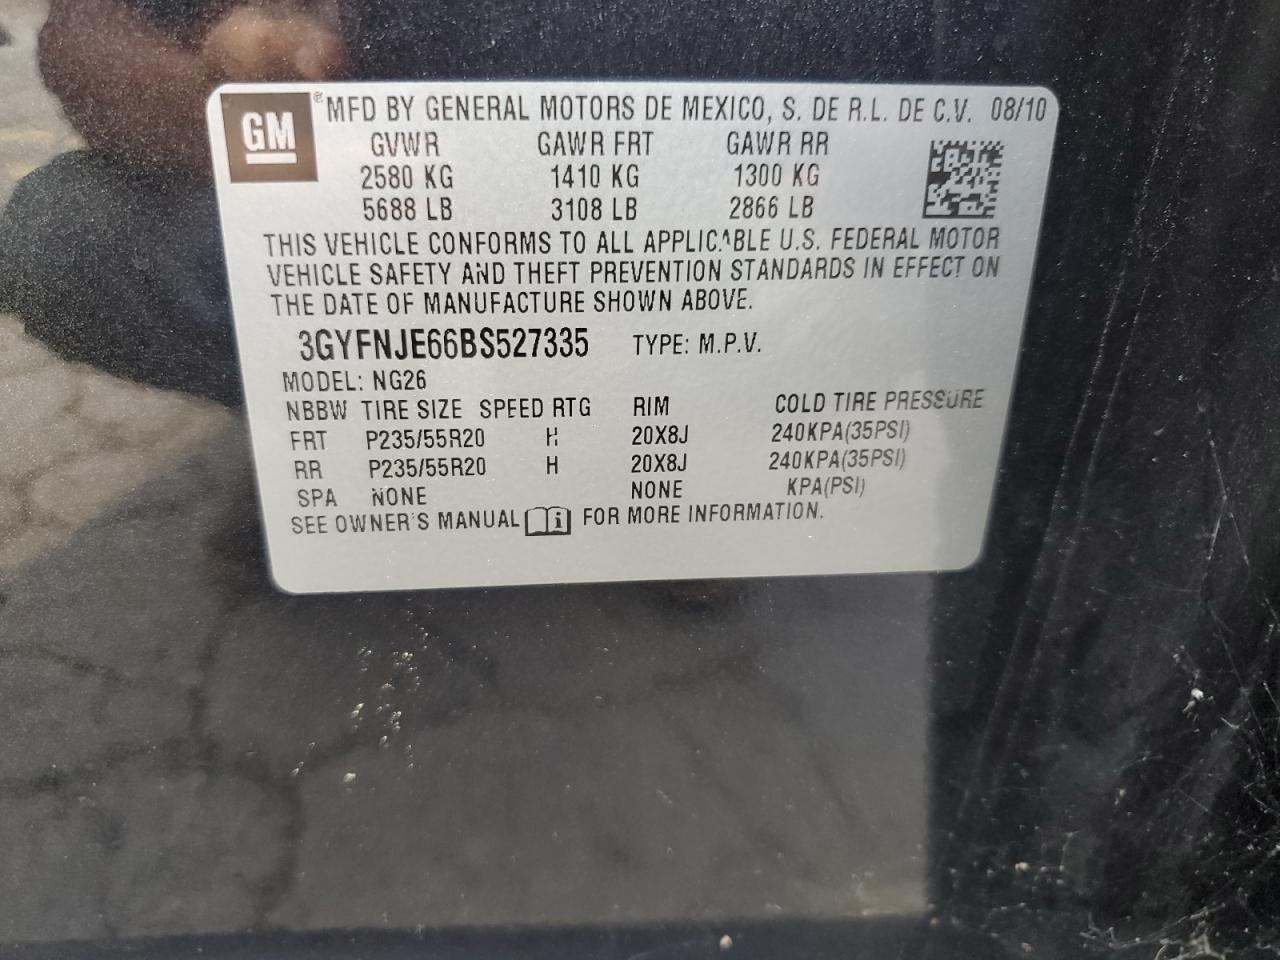 GM ® MFD BY GENERAL MOTORS DE MEXICO, S. DE R.L. DE C.V. 08/10
GVWR GAWR FRT GAWR RR
2580 KG 1410 KG 1300 KG
5688 LB 3108 LB 2866 LB
THIS VEHICLE CONFORMS TO ALL APPLICABLE U.S. FEDERAL MOTOR
VEHICLE SAFETY AND THEFT PREVENTION STANDARDS IN EFFECT ON
THE DATE OF MANUFACTURE SHOWN ABOVE.
3GYFNJE66BS527335 TYPE: M.P.V.
MODEL: NG26
NBBW TIRE SIZE SPEED RTG RIM COLD TIRE PRESSURE
FRT P235/55R20 H 20X8J 240KPA(35PSI)
RR P235/55R20 H 20X8J 240KPA(35PSI)
SPA NONE NONE KPA(PSI)
SEE OWNER'S MANUAL i FOR MORE INFORMATION.